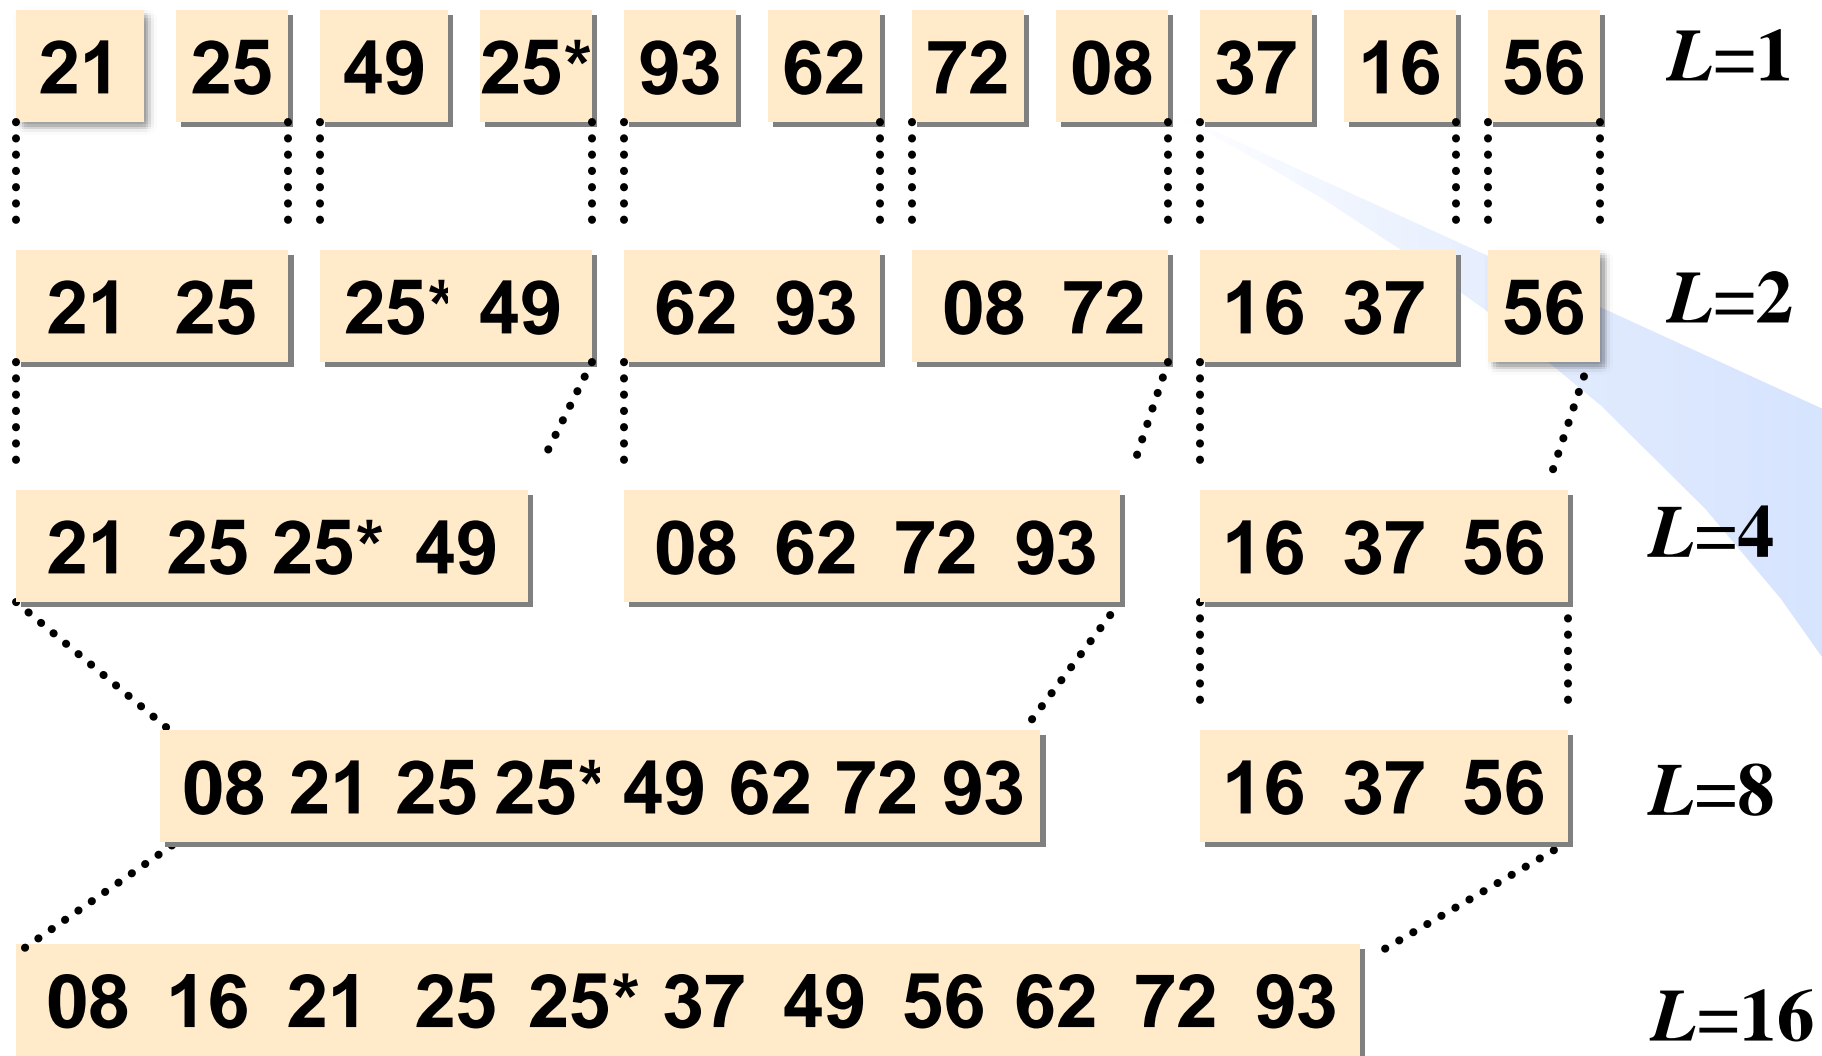 21 25 49 25* 93 62 72 08 37 16 56 L=1
21 25 25* 49 62 93 08 72 16 37 56 L=2
21 25 25* 49 08 62 72 93 16 37 56 L=4
08 21 25 25* 49 62 72 93 16 37 56 L=8
08 16 21 25 25* 37 49 56 62 72 93 L=16